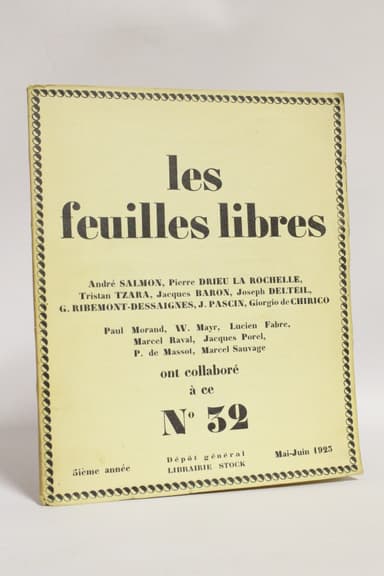 les
feuilles libres
André SALMON, Pierre DRIEU LA ROCHELLE,
Tristan TZARA, Jacques BARON, Joseph DELTEIL,
G. RIBEMONT-DESSAIGNES, J. PASCIN, Giorgio de CHIRICO
Paul Morand, W. Mayr, Lucien Fabre,
Marcel Raval, Jacques Porel,
P. de Massot, Marcel Sauvage
ont collaboré
à ce
N° 32
5ième année
Dépôt général
LIBRAIRIE STOCK
Mai-Juin 1923